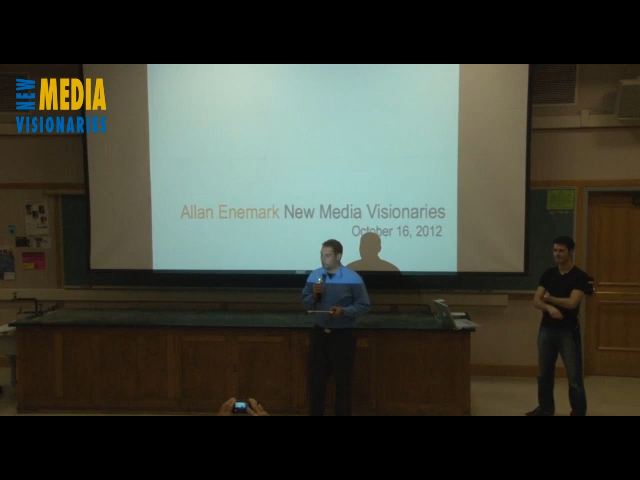 NEW MEDIA
VISIONARIES
Allan Enemark New Media Visionaries
October 16, 2012